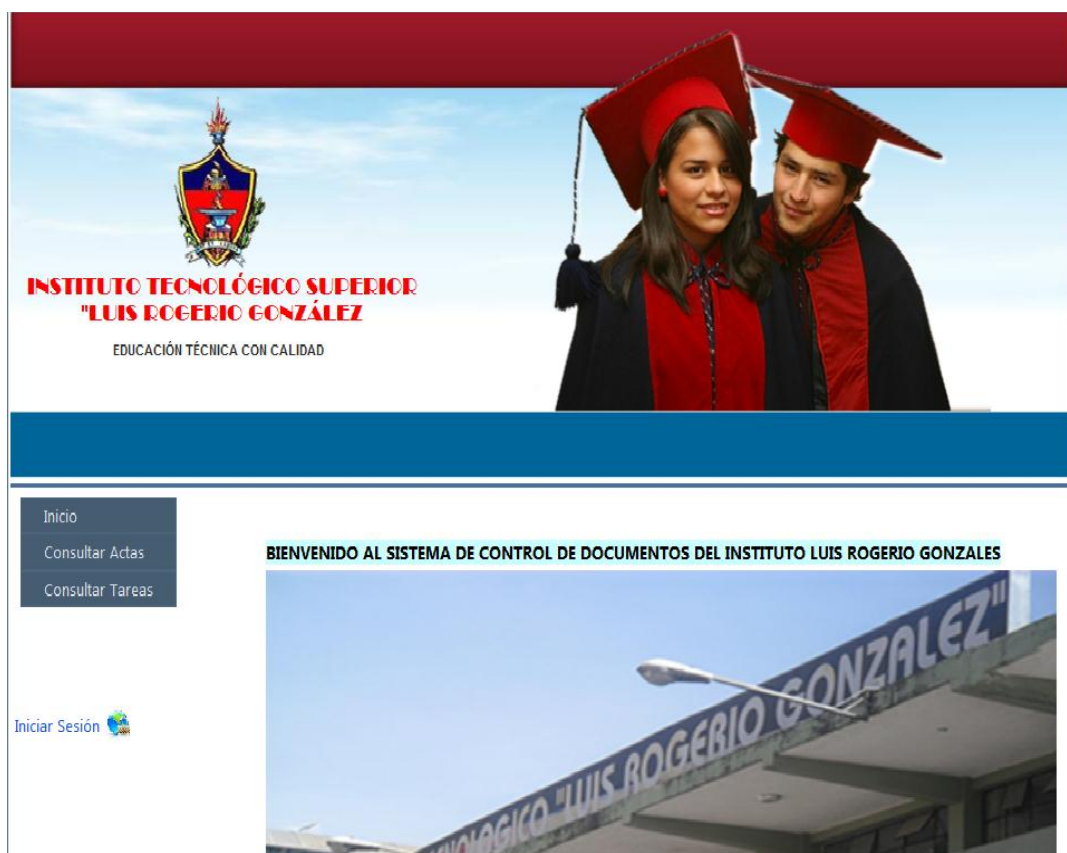 INSTITUTO TECNOLÓGICO SUPERIOR
"LUIS ROGERIO GONZÁLEZ
EDUCACIÓN TÉCNICA CON CALIDAD
Inicio
Consultar Actas
Consultar Tareas
BIENVENIDO AL SISTEMA DE CONTROL DE DOCUMENTOS DEL INSTITUTO LUIS ROGERIO GONZALES
Iniciar Sesión
"LUIS ROGERIO GONZALEZ"